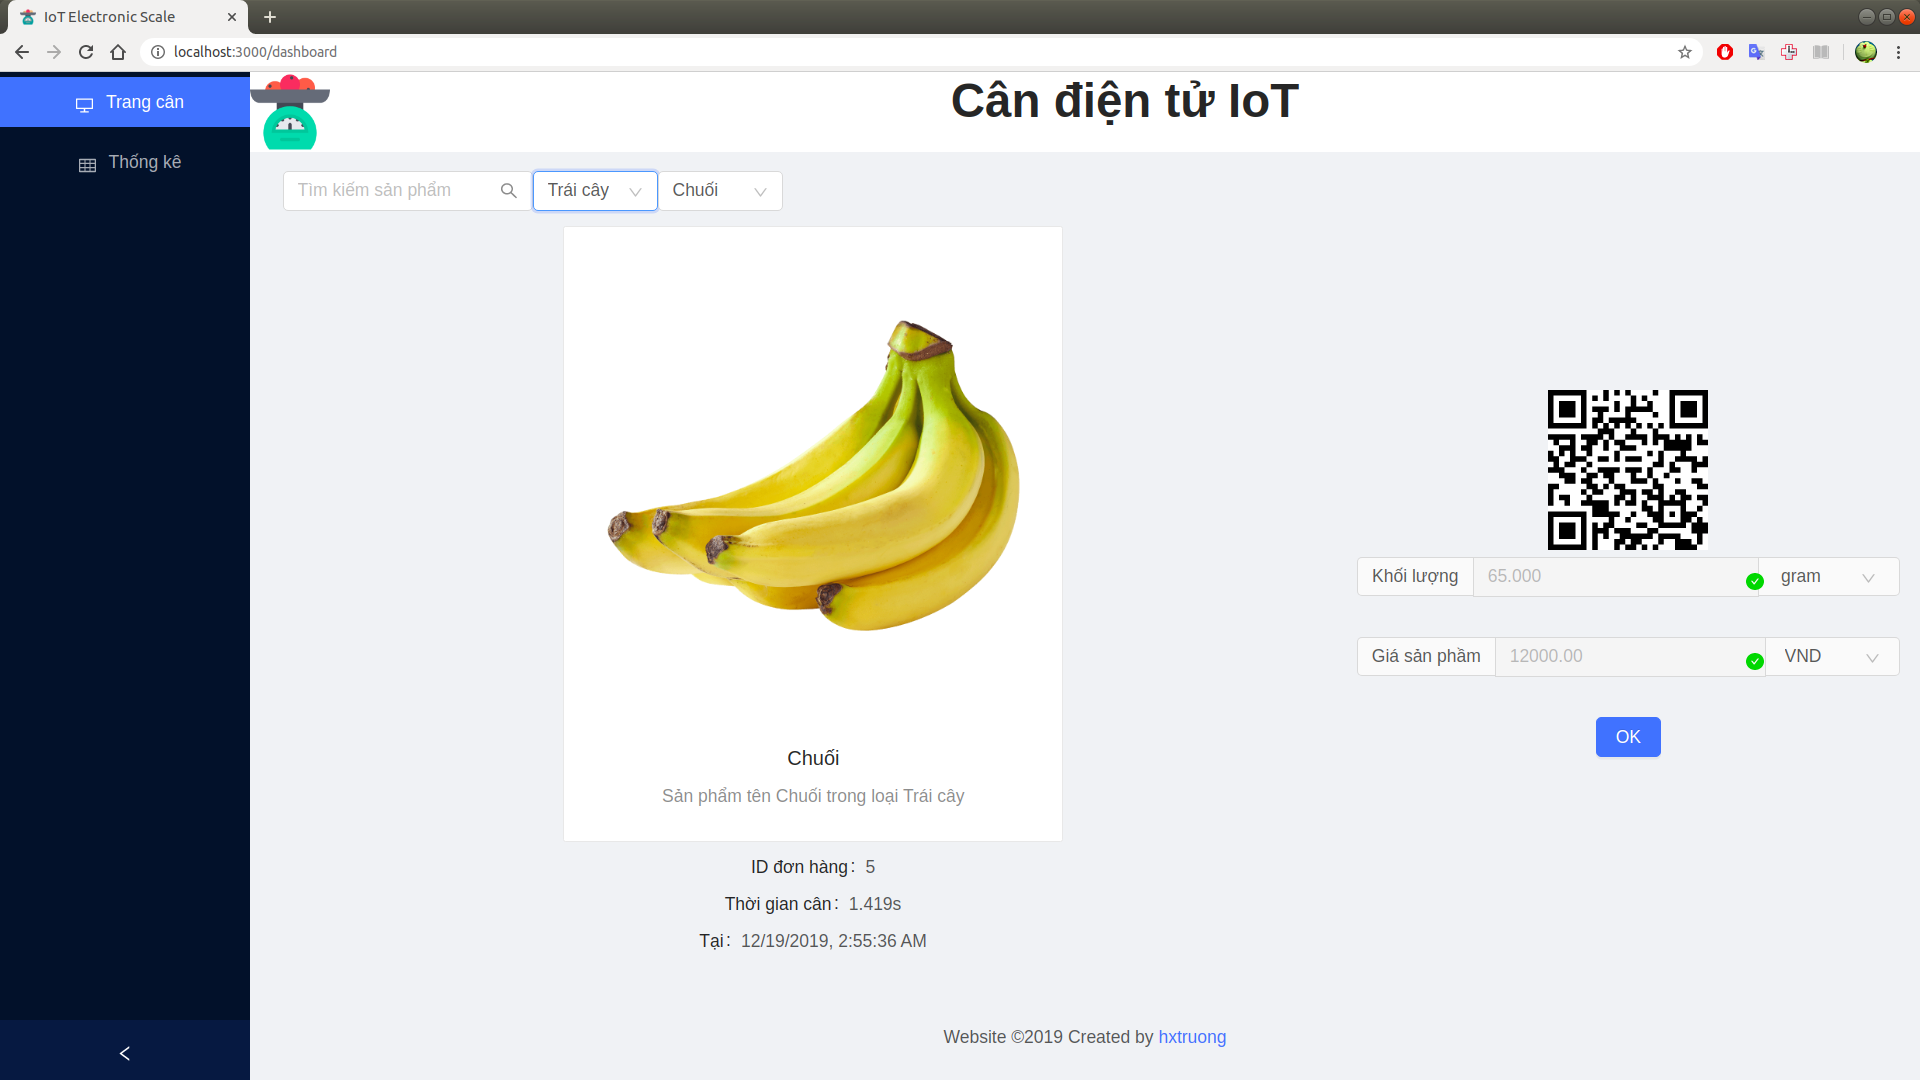 IoT Electronic Scale
localhost:3000/dashboard
Trang cân
Thống kê
Cân điện tử IoT
Tìm kiếm sản phẩm
Trái cây
Chuối
Chuối
Sản phẩm tên Chuối trong loại Trái cây
ID đơn hàng: 5
Thời gian cân: 1.419s
Tại: 12/19/2019, 2:55:36 AM
Khối lượng 65.000 gram
Giá sản phầm 12000.00 VND
OK
Website ©2019 Created by hxtruong